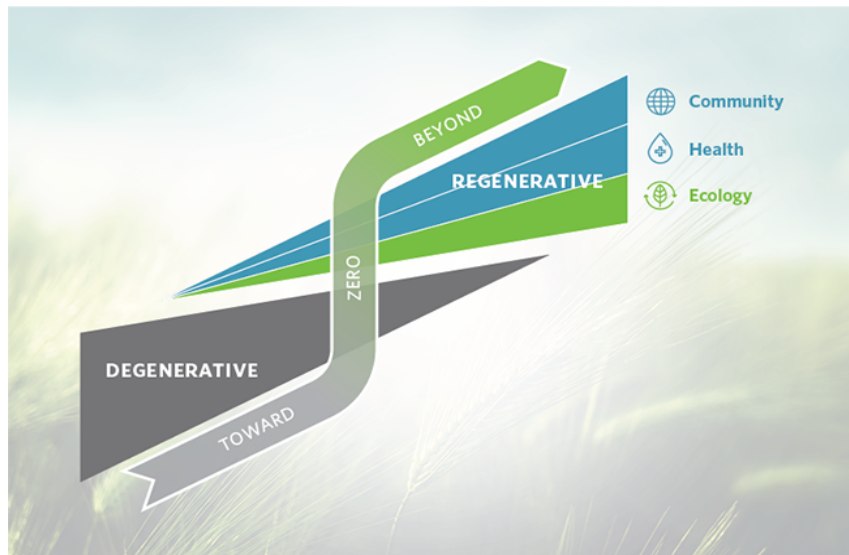 BEYOND
Community
Health
REGENERATIVE
Ecology
ZERO
DEGENERATIVE
TOWARD